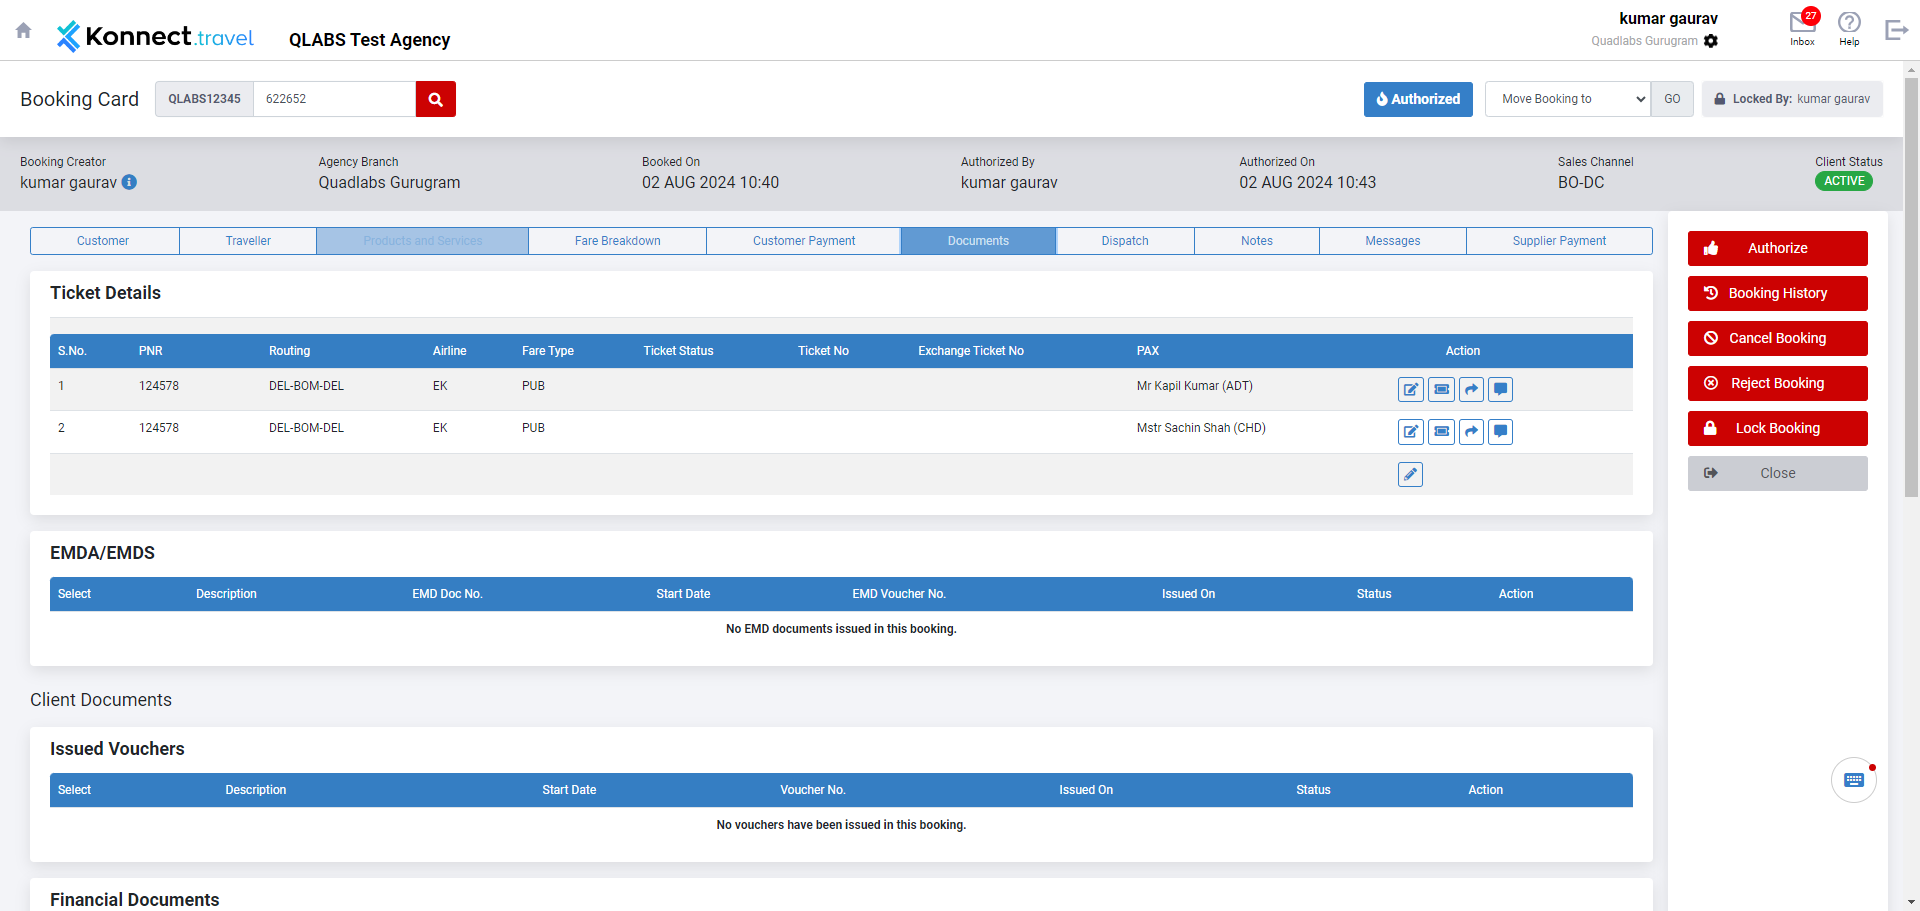 Konnect.travel
QLABS Test Agency
kumar gaurav
Quadlabs Gurugram
27
Inbox
Help
Booking Card
QLABS12345
622652
Authorized
Move Booking to
GO
Locked By: kumar gaurav
Booking Creator
kumar gaurav
Agency Branch
Quadlabs Gurugram
Booked On
02 AUG 2024 10:40
Authorized By
kumar gaurav
Authorized On
02 AUG 2024 10:43
Sales Channel
BO-DC
Client Status
ACTIVE
Customer
Traveller
Products and Services
Fare Breakdown
Customer Payment
Documents
Dispatch
Notes
Messages
Supplier Payment
Ticket Details
S.No. PNR Routing Airline Fare Type Ticket Status Ticket No Exchange Ticket No PAX Action
1 124578 DEL-BOM-DEL EK PUB Mr Kapil Kumar (ADT)
2 124578 DEL-BOM-DEL EK PUB Mstr Sachin Shah (CHD)
EMDA/EMDS
Select Description EMD Doc No. Start Date EMD Voucher No. Issued On Status Action
No EMD documents issued in this booking.
Client Documents
Issued Vouchers
Select Description Start Date Voucher No. Issued On Status Action
No vouchers have been issued in this booking.
Financial Documents
Authorize
Booking History
Cancel Booking
Reject Booking
Lock Booking
Close